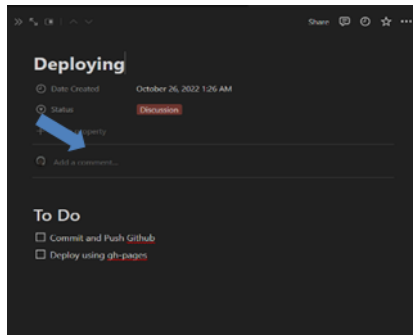 Share
Deploying
Date Created October 26, 2022 1:26 AM
Status Discussion
property
Add a comment...
To Do
Commit and Push Github
Deploy using gh-pages